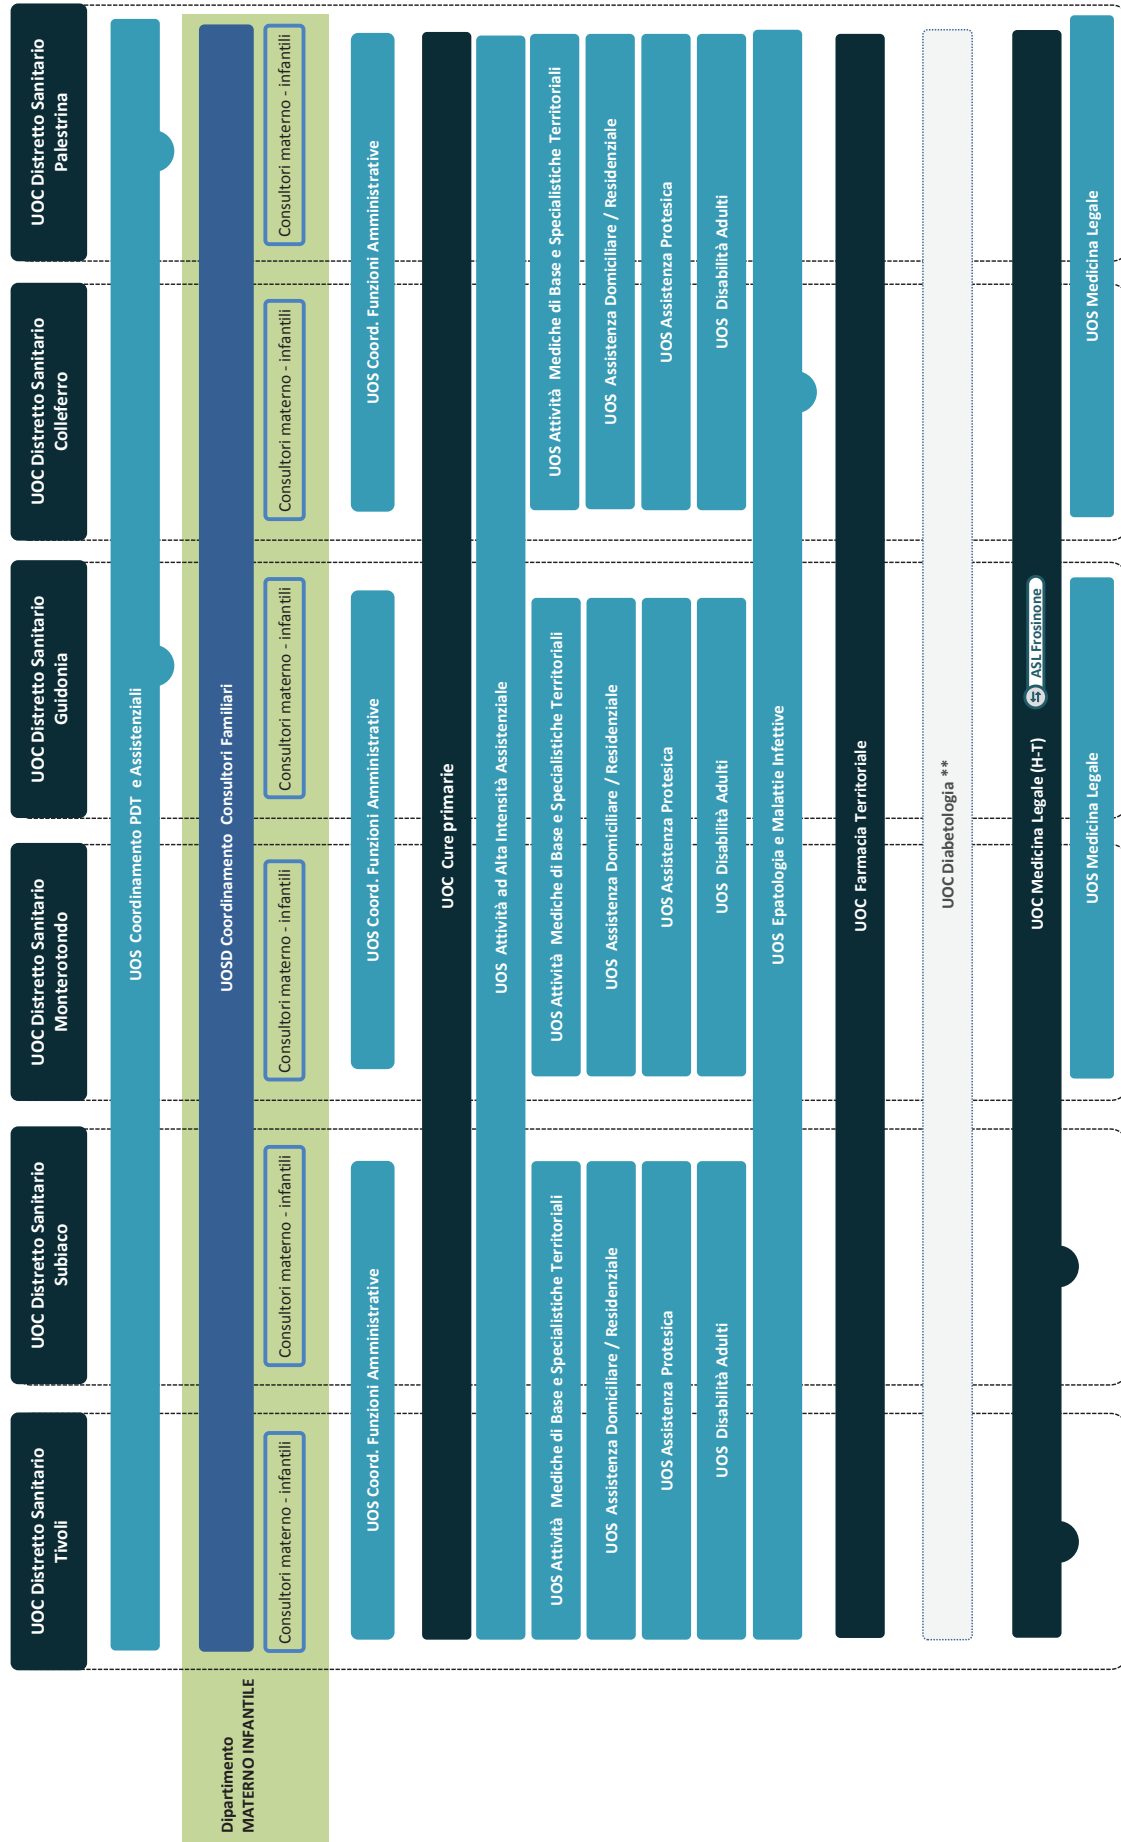 UOC Distretto Sanitario
Tivoli
UOC Distretto Sanitario
Subiaco
UOC Distretto Sanitario
Monterotondo
UOC Distretto Sanitario
Guidonia
UOC Distretto Sanitario
Colleferro
UOC Distretto Sanitario
Palestrina
UOS Coordinamento PDT e Assistenziali
Dipartimento
MATERNO INFANTILE
UOSD Coordinamento Consultori Familiari
Consultori materno - infantili
Consultori materno - infantili
Consultori materno - infantili
Consultori materno - infantili
Consultori materno - infantili
Consultori materno - infantili
UOS Coord. Funzioni Amministrative
UOS Coord. Funzioni Amministrative
UOS Coord. Funzioni Amministrative
UOC Cure primarie
UOS Attività ad Alta Intensità Assistenziale
UOS Attività Mediche di Base e Specialistiche Territoriali
UOS Attività Mediche di Base e Specialistiche Territoriali
UOS Attività Mediche di Base e Specialistiche Territoriali
UOS Assistenza Domiciliare / Residenziale
UOS Assistenza Domiciliare / Residenziale
UOS Assistenza Domiciliare / Residenziale
UOS Assistenza Protesica
UOS Assistenza Protesica
UOS Assistenza Protesica
UOS Disabilità Adulti
UOS Disabilità Adulti
UOS Disabilità Adulti
UOS Epatologia e Malattie Infettive
UOC Farmacia Territoriale
UOC Diabetologia **
UOC Medicina Legale (H-T)
ASL Frosinone
UOS Medicina Legale
UOS Medicina Legale